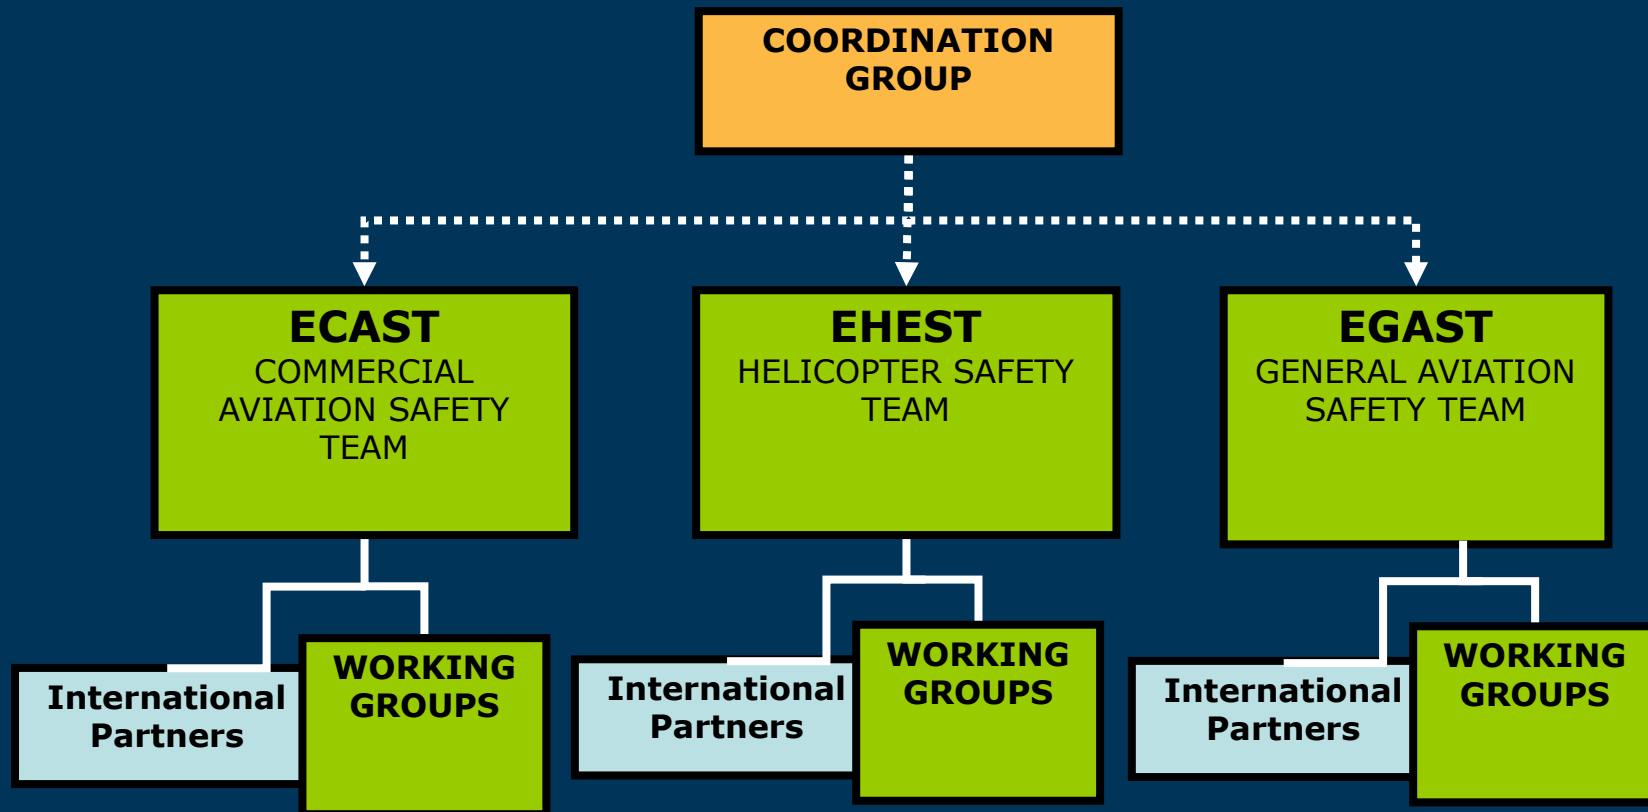 COORDINATION
GROUP
ECAST
COMMERCIAL
AVIATION SAFETY
TEAM
EHEST
HELICOPTER SAFETY
TEAM
EGAST
GENERAL AVIATION
SAFETY TEAM
International
Partners
WORKING
GROUPS
International
Partners
WORKING
GROUPS
International
Partners
WORKING
GROUPS